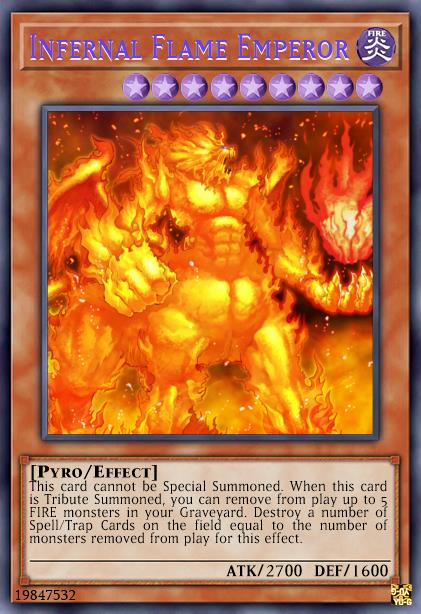 INFERNAL FLAME EMPEROR
FIRE
炎
[PYRO/EFFECT]
This card cannot be Special Summoned. When this card
is Tribute Summoned, you can remove from play up to 5
FIRE monsters in your Graveyard. Destroy a number of
Spell/Trap Cards on the field equal to the number of
monsters removed from play for this effect.
ATK/2700 DEF/1600
19847532